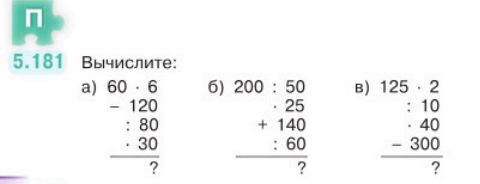 П
5.181 Вычислите:
а) 60 · 6 б) 200 : 50 в) 125 · 2
– 120 · 25 : 10
: 80 + 140 · 40
· 30 : 60 – 300
? ? ?